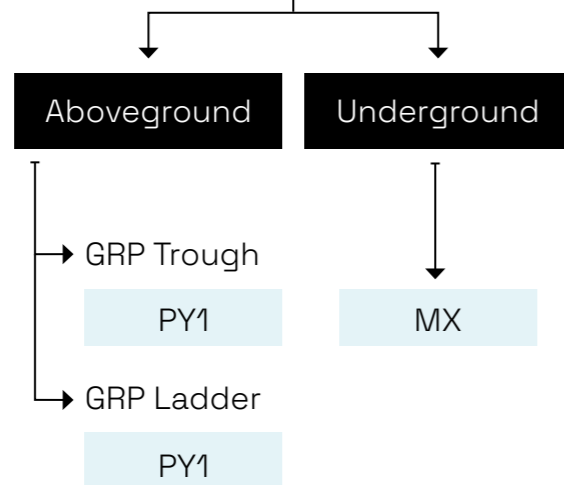 Aboveground
Underground
GRP Trough
PY1
MX
GRP Ladder
PY1